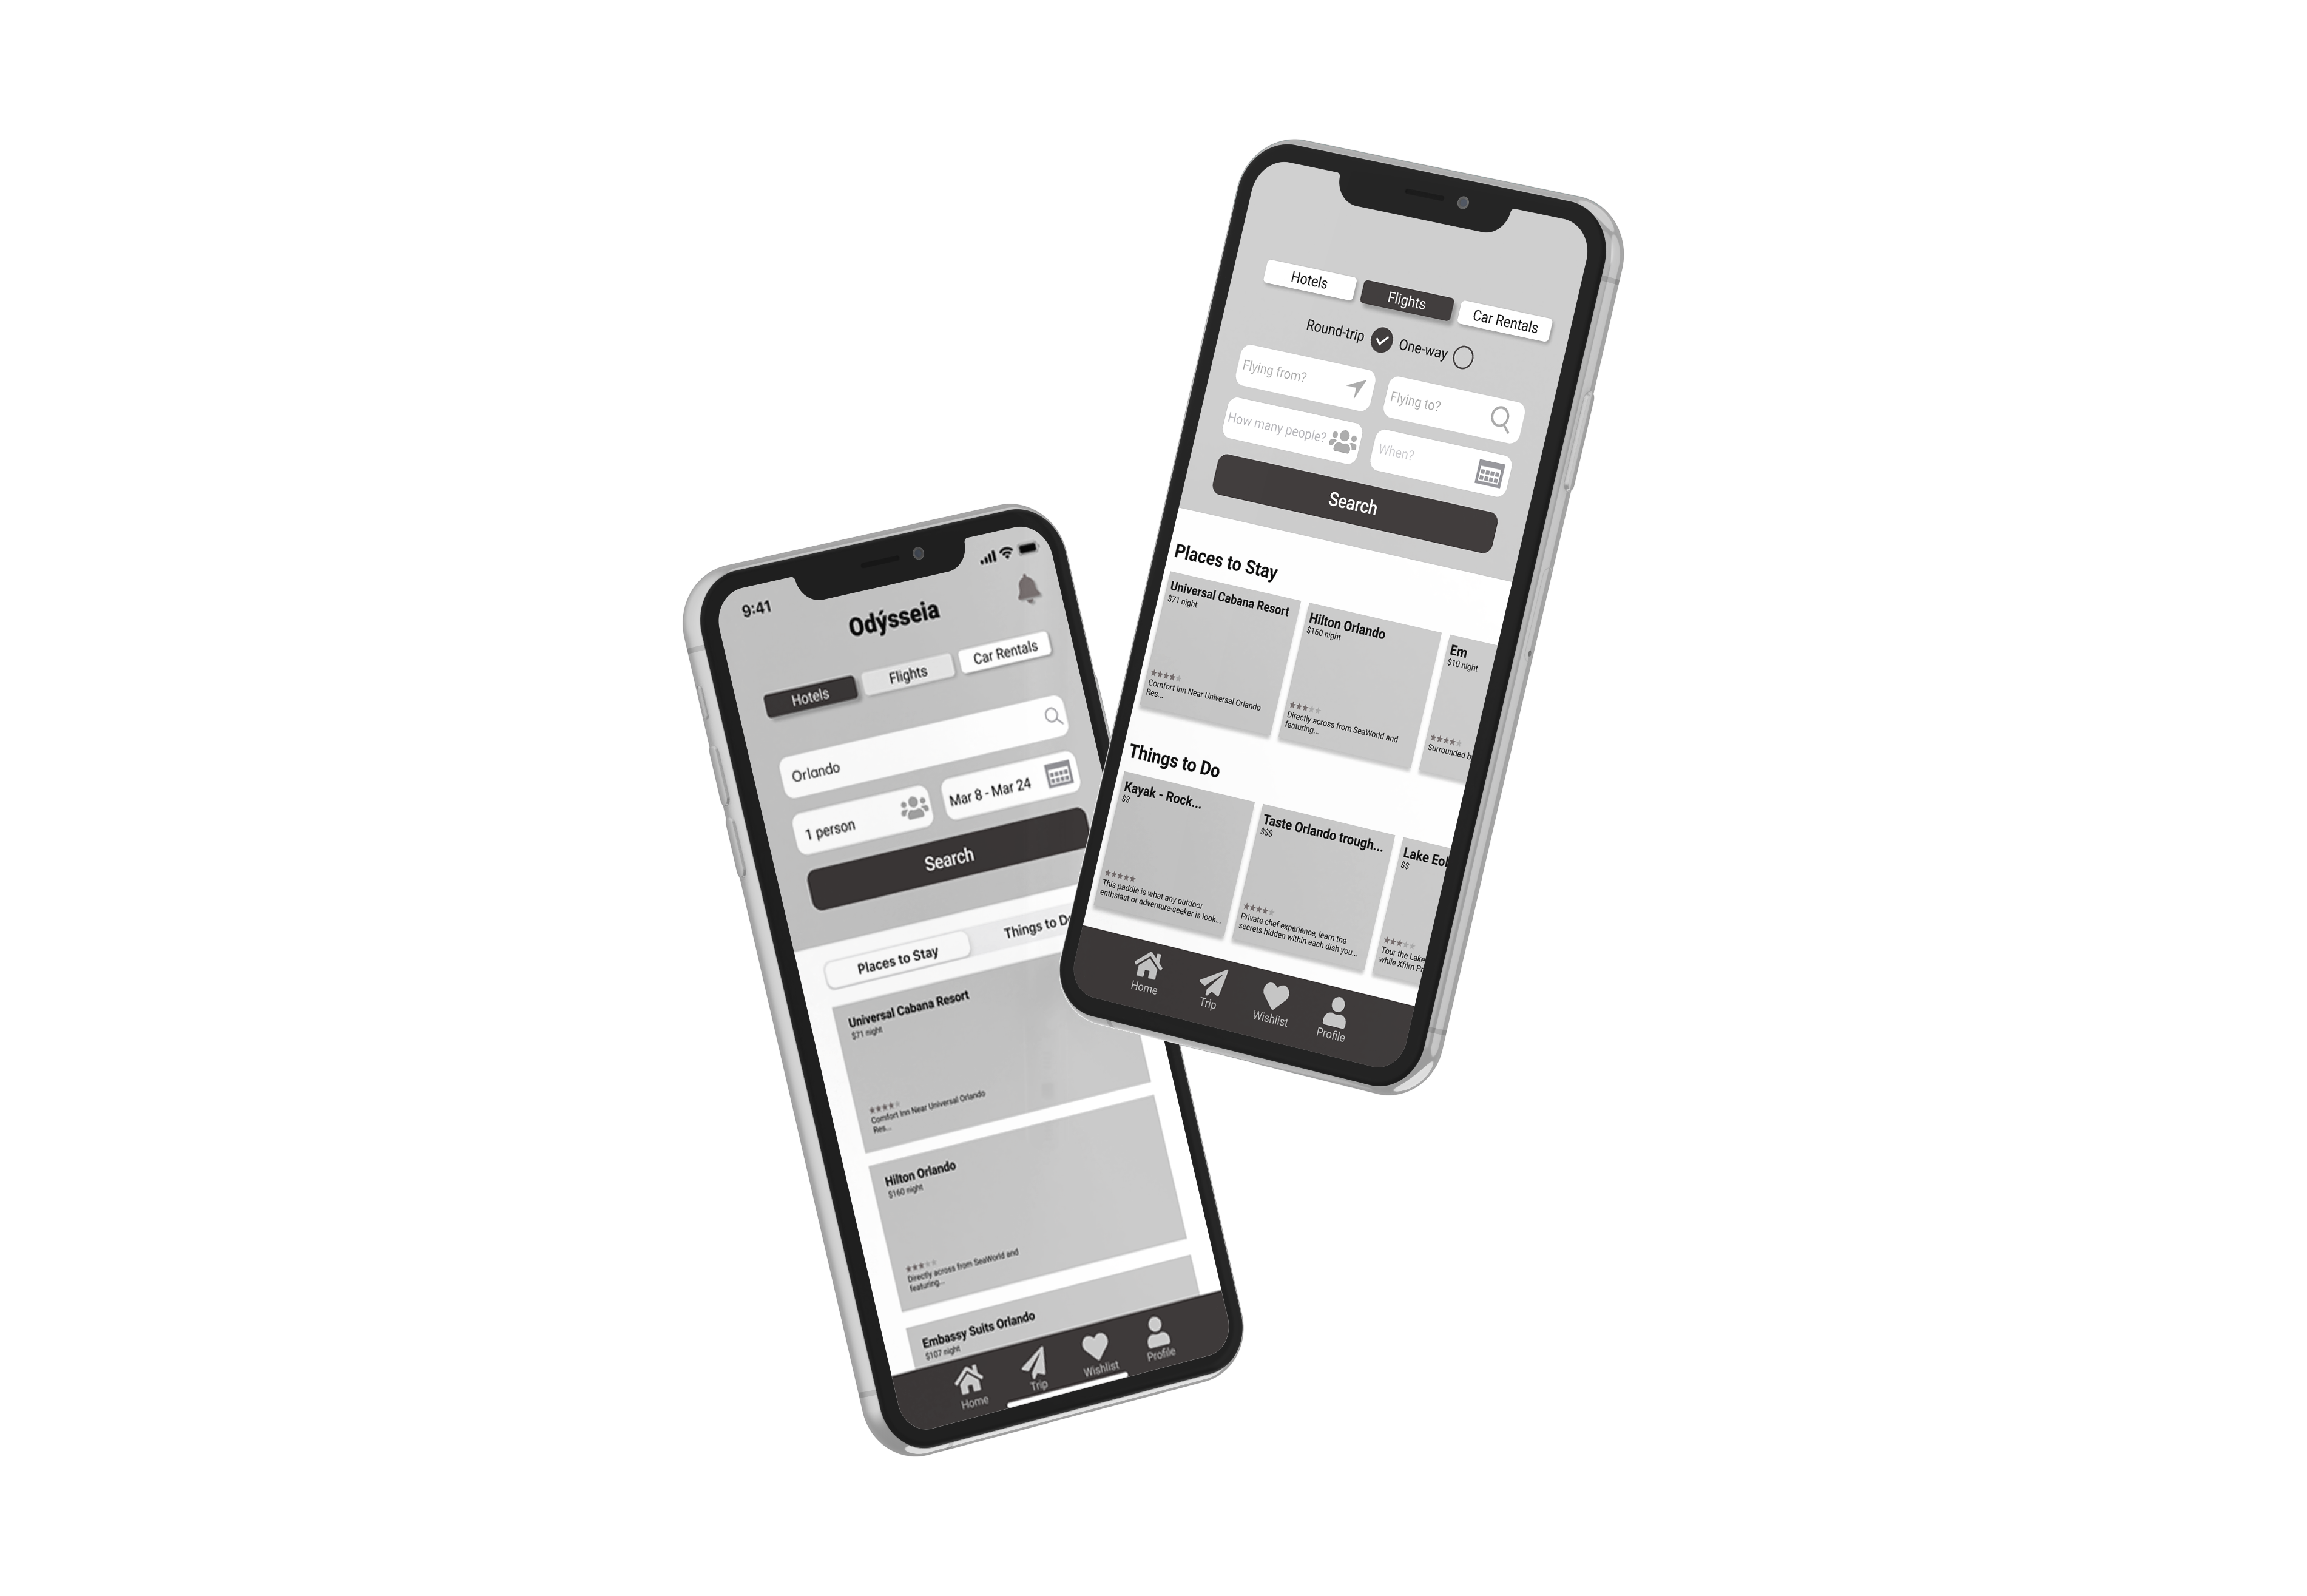 9:41
Odýsseia
Hotels
Flights
Car Rentals
Orlando
1 person
Mar 8 - Mar 24
Search
Places to Stay
Things to Do
Universal Cabana Resort
$71 night
★★★★★
Comfort Inn Near Universal Orlando
Res...
Hilton Orlando
$160 night
★★★★★
Directly across from SeaWorld and
featuring...
Embassy Suits Orlando
$107 night
Home
Trip
Wishlist
Profile
Hotels
Flights
Car Rentals
Round-trip
One-way
Flying from?
Flying to?
How many people?
When?
Search
Places to Stay
Universal Cabana Resort
$71 night
Comfort Inn Near Universal Orlando
Res...
Hilton Orlando
$160 night
Directly across from SeaWorld and
featuring...
Em
$10 night
Surrounded b
Things to Do
Kayak - Rock...
$$
This paddle is what any outdoor
enthsiast or adventure-seeker is look...
Taste Orlando trough...
$$$
Private chef experience, learn the
secrets hidden within each dish you...
Lake Eol
$$
Tour the Lake
while Xfilm Pr
Home
Trip
Wishlist
Profile